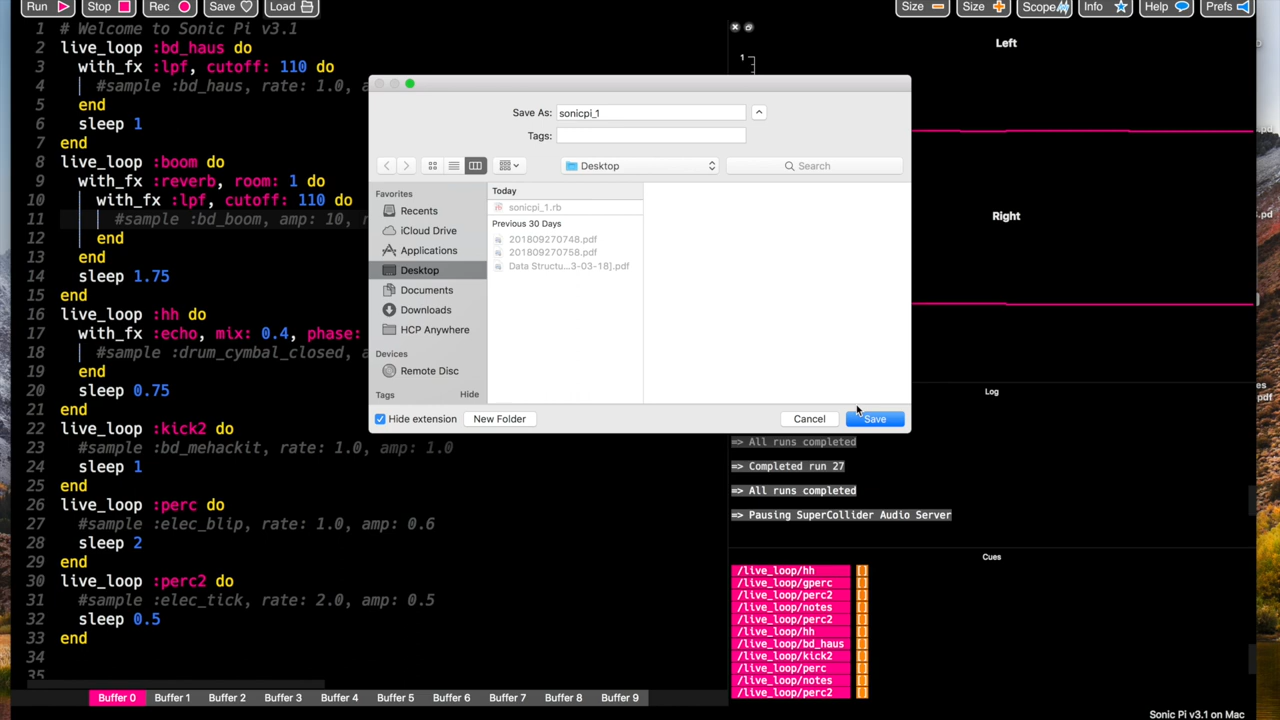 Run
Stop
Rec
Save
Load
Size
Size
Scope
Info
Help
Prefs
1 # Welcome to Sonic Pi v3.1
2 live_loop :bd_haus do
3 with_fx :lpf, cutoff: 110 do
4 #sample :bd_haus, rate: 1.0,
5 end
6 sleep 1
7 end
8 live_loop :boom do
9 with_fx :reverb, room: 1 do
10 with_fx :lpf, cutoff: 110 do
11 #sample :bd_boom, amp: 10,
12 end
13 end
14 sleep 1.75
15 end
16 live_loop :hh do
17 with_fx :echo, mix: 0.4, phase:
18 #sample :drum_cymbal_closed,
19 end
20 sleep 0.75
21 end
22 live_loop :kick2 do
23 #sample :bd_mehackit, rate: 1.0, amp: 1.0
24 sleep 1
25 end
26 live_loop :perc do
27 #sample :elec_blip, rate: 1.0, amp: 0.6
28 sleep 2
29 end
30 live_loop :perc2 do
31 #sample :elec_tick, rate: 2.0, amp: 0.5
32 sleep 0.5
33 end
34
35
Buffer 0 Buffer 1 Buffer 2 Buffer 3 Buffer 4 Buffer 5 Buffer 6 Buffer 7 Buffer 8 Buffer 9
Save As: sonicpi_1
Tags:
Desktop
Search
Favorites
Recents
iCloud Drive
Applications
Desktop
Documents
Downloads
HCP Anywhere
Devices
Remote Disc
Tags Hide
Today
sonicpi_1.rb
Previous 30 Days
201809270748.pdf
201809270758.pdf
Data Structu...3-03-18].pdf
Hide extension
New Folder
Cancel
Save
Left
1
Right
Log
=> All runs completed
=> Completed run 27
=> All runs completed
=> Pausing SuperCollider Audio Server
Cues
/live_loop/hh []
/live_loop/gperc []
/live_loop/perc2 []
/live_loop/notes []
/live_loop/perc2 []
/live_loop/hh []
/live_loop/bd_haus []
/live_loop/kick2 []
/live_loop/perc []
/live_loop/notes []
/live_loop/perc2 []
Sonic Pi v3.1 on Mac